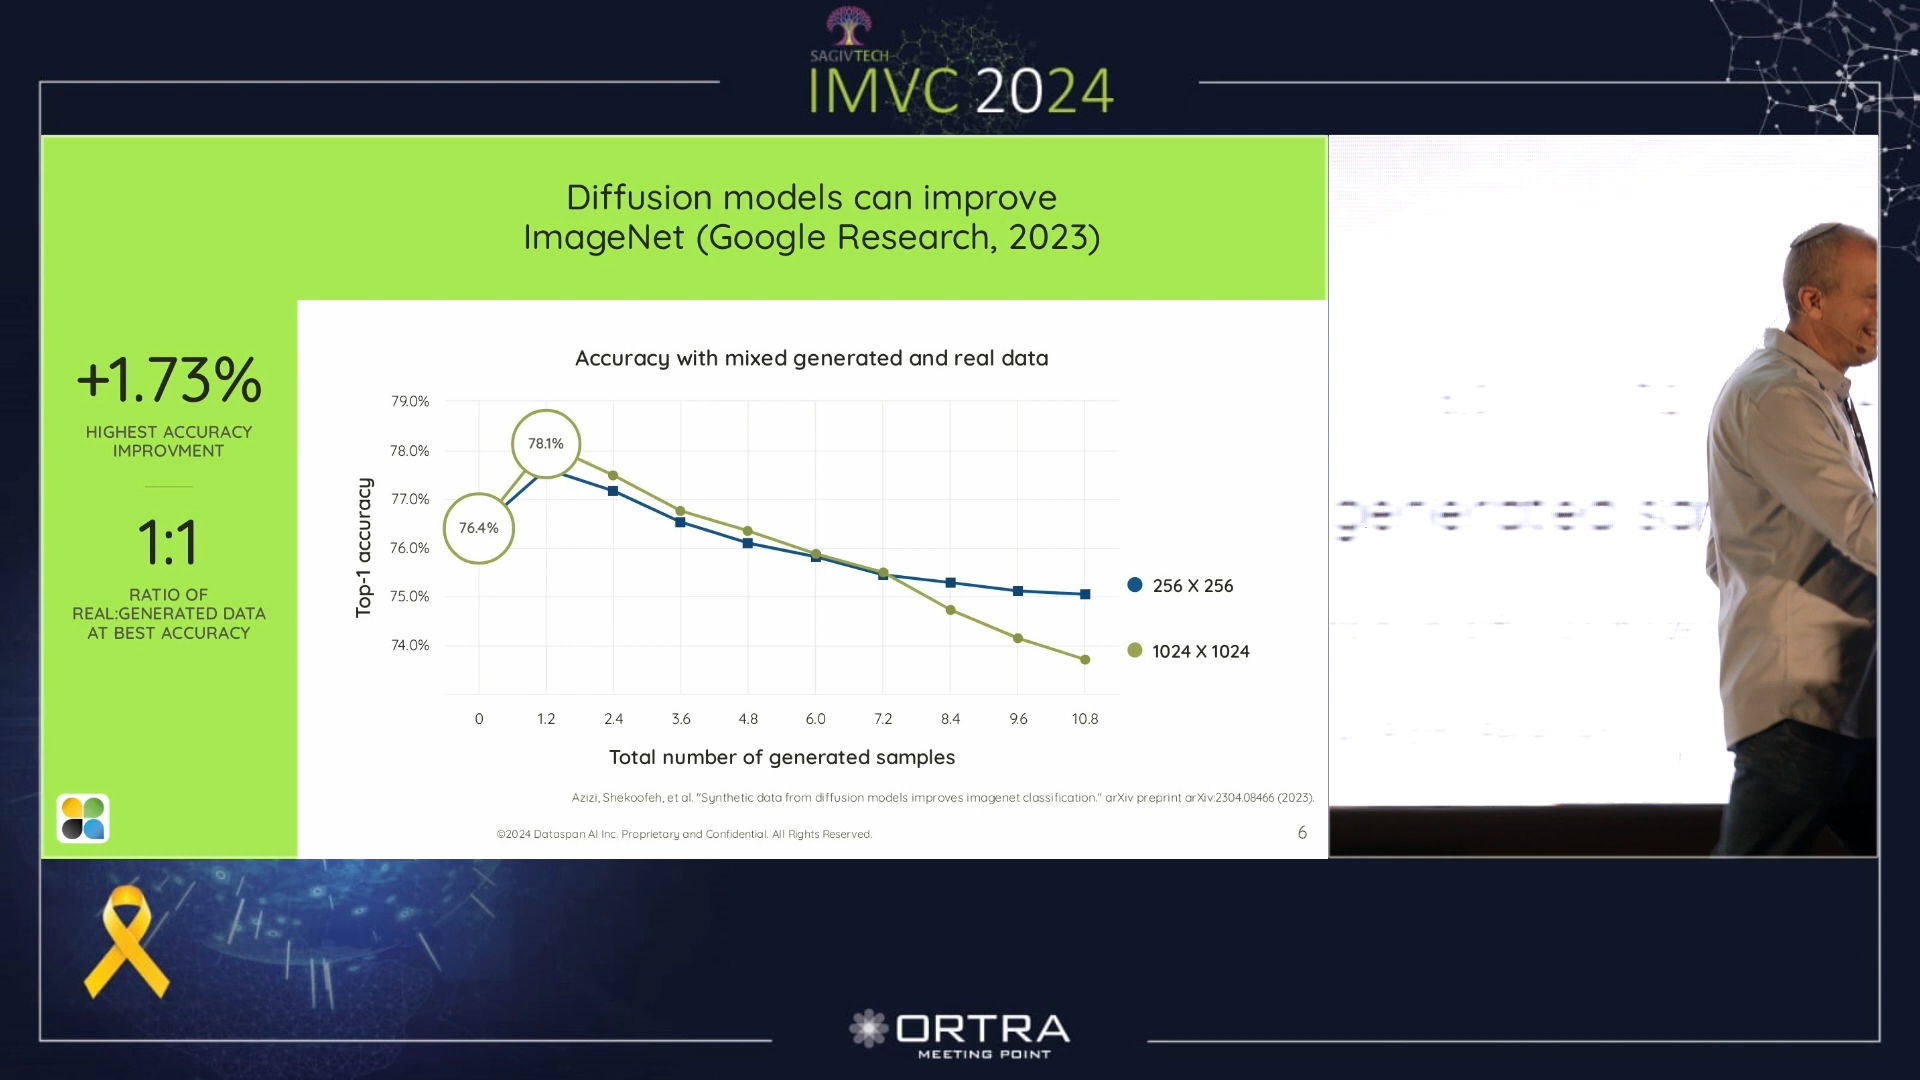 SAGIVTECH
IMVC 2024
Diffusion models can improve
ImageNet (Google Research, 2023)
+1.73%
HIGHEST ACCURACY
IMPROVMENT
1:1
RATIO OF
REAL:GENERATED DATA
AT BEST ACCURACY
Accuracy with mixed generated and real data
Top-1 accuracy
79.0%
78.0%
77.0%
76.0%
75.0%
74.0%
78.1%
76.4%
256 X 256
1024 X 1024
0 1.2 2.4 3.6 4.8 6.0 7.2 8.4 9.6 10.8
Total number of generated samples
Azizi, Shekoofeh, et al. "Synthetic data from diffusion models improves imagenet classification." arXiv preprint arXiv:2304.08466 (2023).
©2024 Dataspan AI Inc. Proprietary and Confidential. All Rights Reserved.
6
generated
ORTRA
MEETING POINT